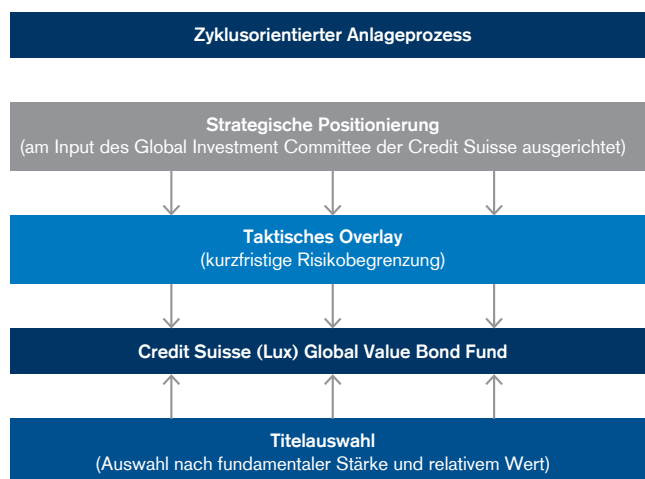 Zyklusorientierter Anlageprozess
Strategische Positionierung
(am Input des Global Investment Committee der Credit Suisse ausgerichtet)
Taktisches Overlay
(kurzfristige Risikobegrenzung)
Credit Suisse (Lux) Global Value Bond Fund
Titelauswahl
(Auswahl nach fundamentaler Stärke und relativem Wert)